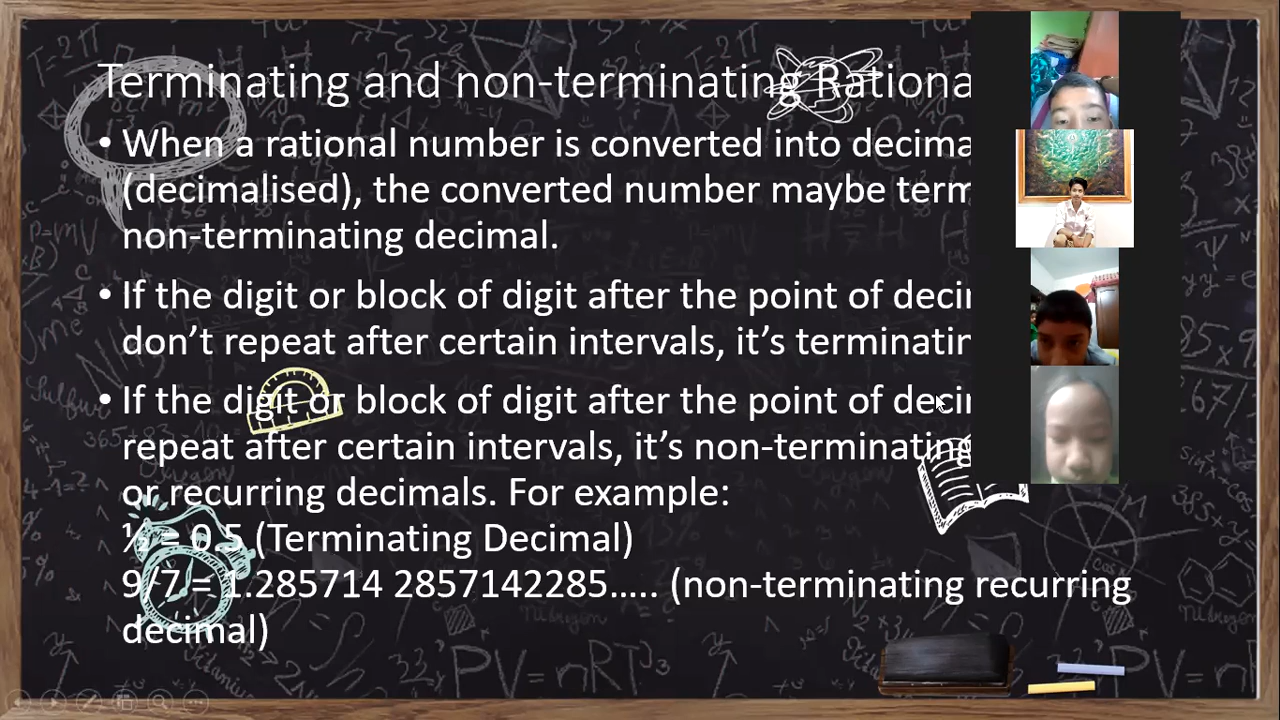 Terminating and non-terminating Rationa
• When a rational number is converted into decima
(decimalised), the converted number maybe term
non-terminating decimal.
• If the digit or block of digit after the point of decin
don't repeat after certain intervals, it's terminatin
• If the digit or block of digit after the point of decin
repeat after certain intervals, it's non-terminating
or recurring decimals. For example:
½ = 0.5 (Terminating Decimal)
9/7 = 1.285714 2857142285..... (non-terminating recurring
decimal)
PV = nRT